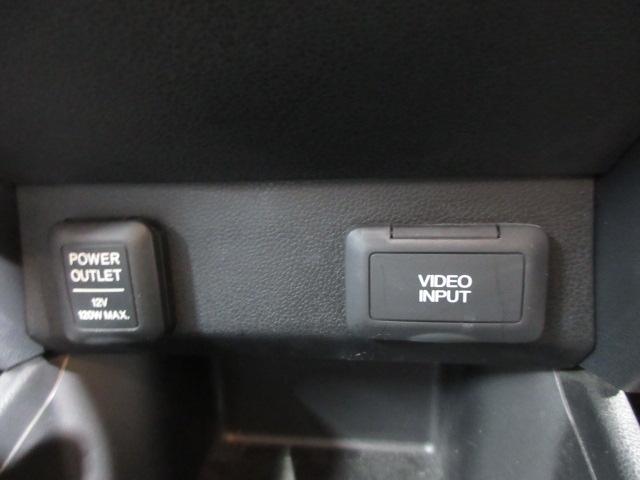 POWER
OUTLET
12V
120W MAX.
VIDEO
INPUT